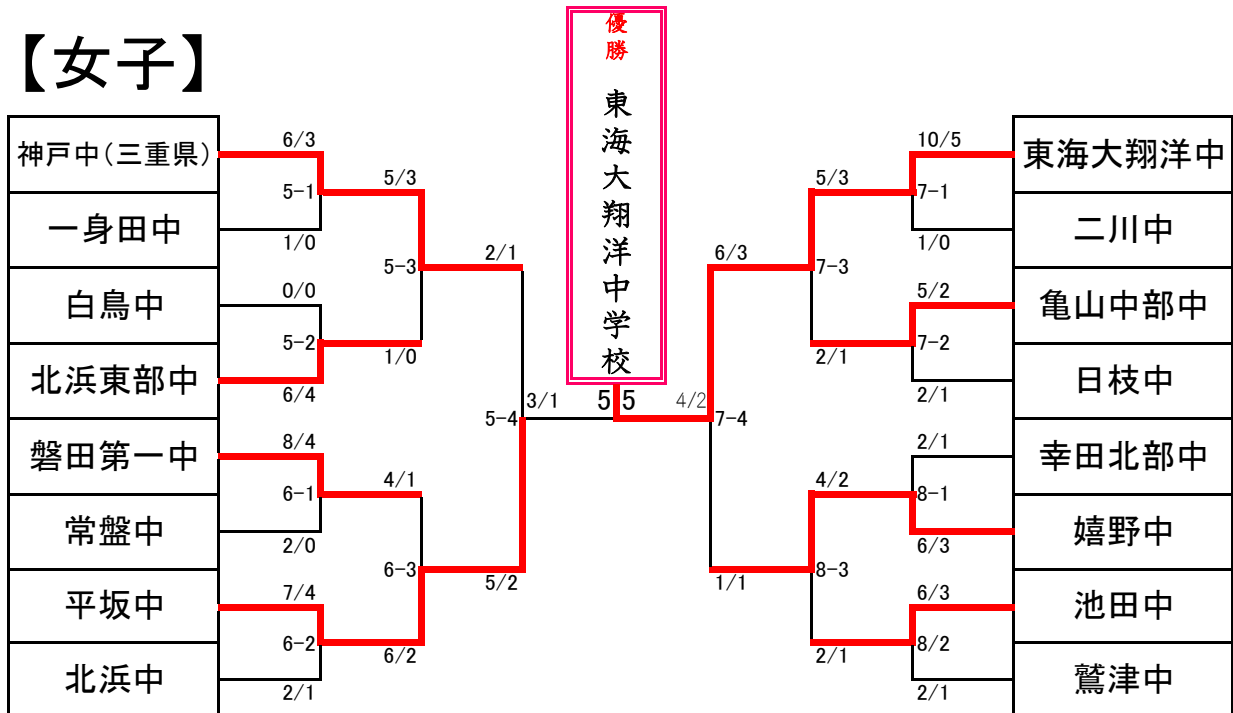 【女子】
優勝 東海大翔洋中学校
神戸中(三重県)
一身田中
白鳥中
北浜東部中
磐田第一中
常盤中
平坂中
北浜中
6/3
5-1
1/0
0/0
5-2
6/4
8/4
6-1
2/0
7/4
6-2
2/1
5/3
5-3
1/0
4/1
6-3
6/2
2/1
5-4
5/2
3/1
5 5
4/2
6/3
7-4
1/1
5/3
7-3
2/1
4/2
8-3
2/1
10/5
7-1
1/0
5/2
7-2
2/1
2/1
8-1
6/3
6/3
8/2
2/1
東海大翔洋中
二川中
亀山中部中
日枝中
幸田北部中
嬉野中
池田中
鷲津中